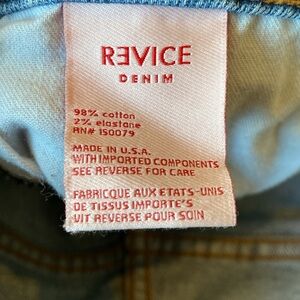 RƎVICE
DENIM
98% cotton
2% elastane
RN# 150079
MADE IN U.S.A.
WITH IMPORTED COMPONENTS
SEE REVERSE FOR CARE
FABRIQUE AUX ETATS-UNIS
DE TISSUS IMPORTE'S
VIT REVERSE POUR SOIN